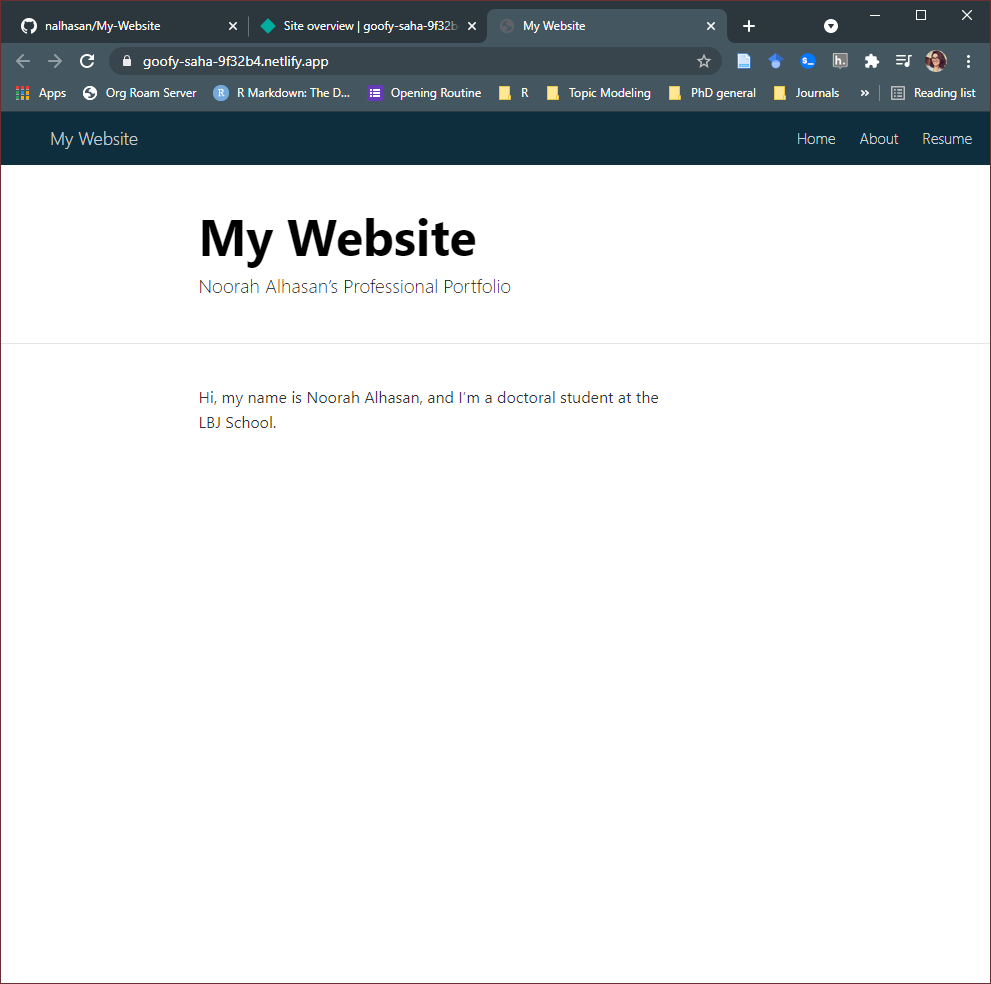 nalhasan/My-Website
Site overview | goofy-saha-9f32b
My Website
goofy-saha-9f32b4.netlify.app
Apps Org Roam Server R R Markdown: The D... Opening Routine R Topic Modeling PhD general Journals » Reading list
My Website Home About Resume
My Website
Noorah Alhasan’s Professional Portfolio
Hi, my name is Noorah Alhasan, and I’m a doctoral student at the
LBJ School.